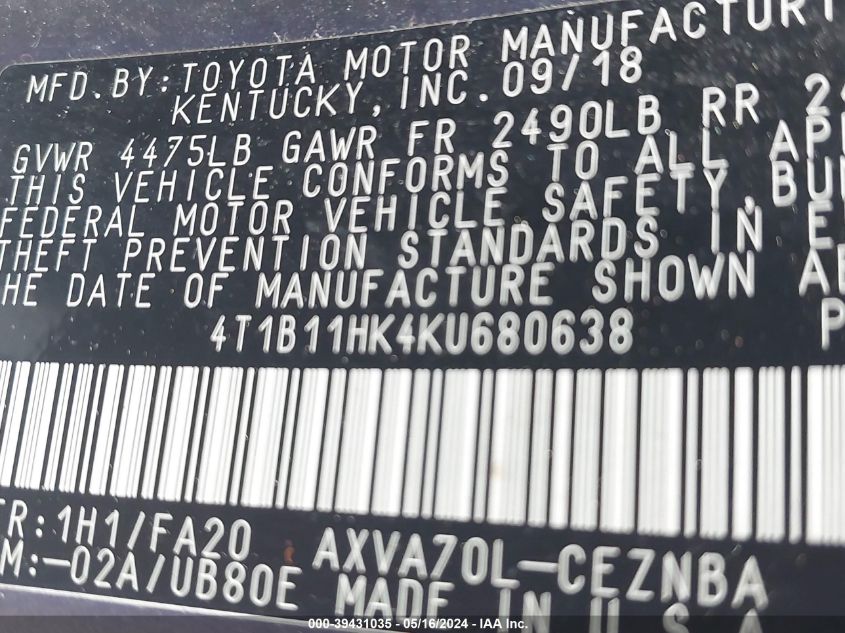 MFD.BY: TOYOTA MOTOR MANUFACTURI
KENTUCKY, INC. 09/18
GVWR 4475LB GAWR FR 2490LB RR 2
THIS VEHICLE CONFORMS TO ALL
FEDERAL MOTOR VEHICLE SAFETY, BU
THEFT PREVENTION STANDARDS IN E
HE DATE OF MANUFACTURE SHOWN
4T1B11HK4KU680638 P
TR: 1H1/FA20 AXVA70L-CEZNBA
M:-02A/UB80E MADE IN U.S.A
000-39431035 - 05/16/2024 - IAA Inc.